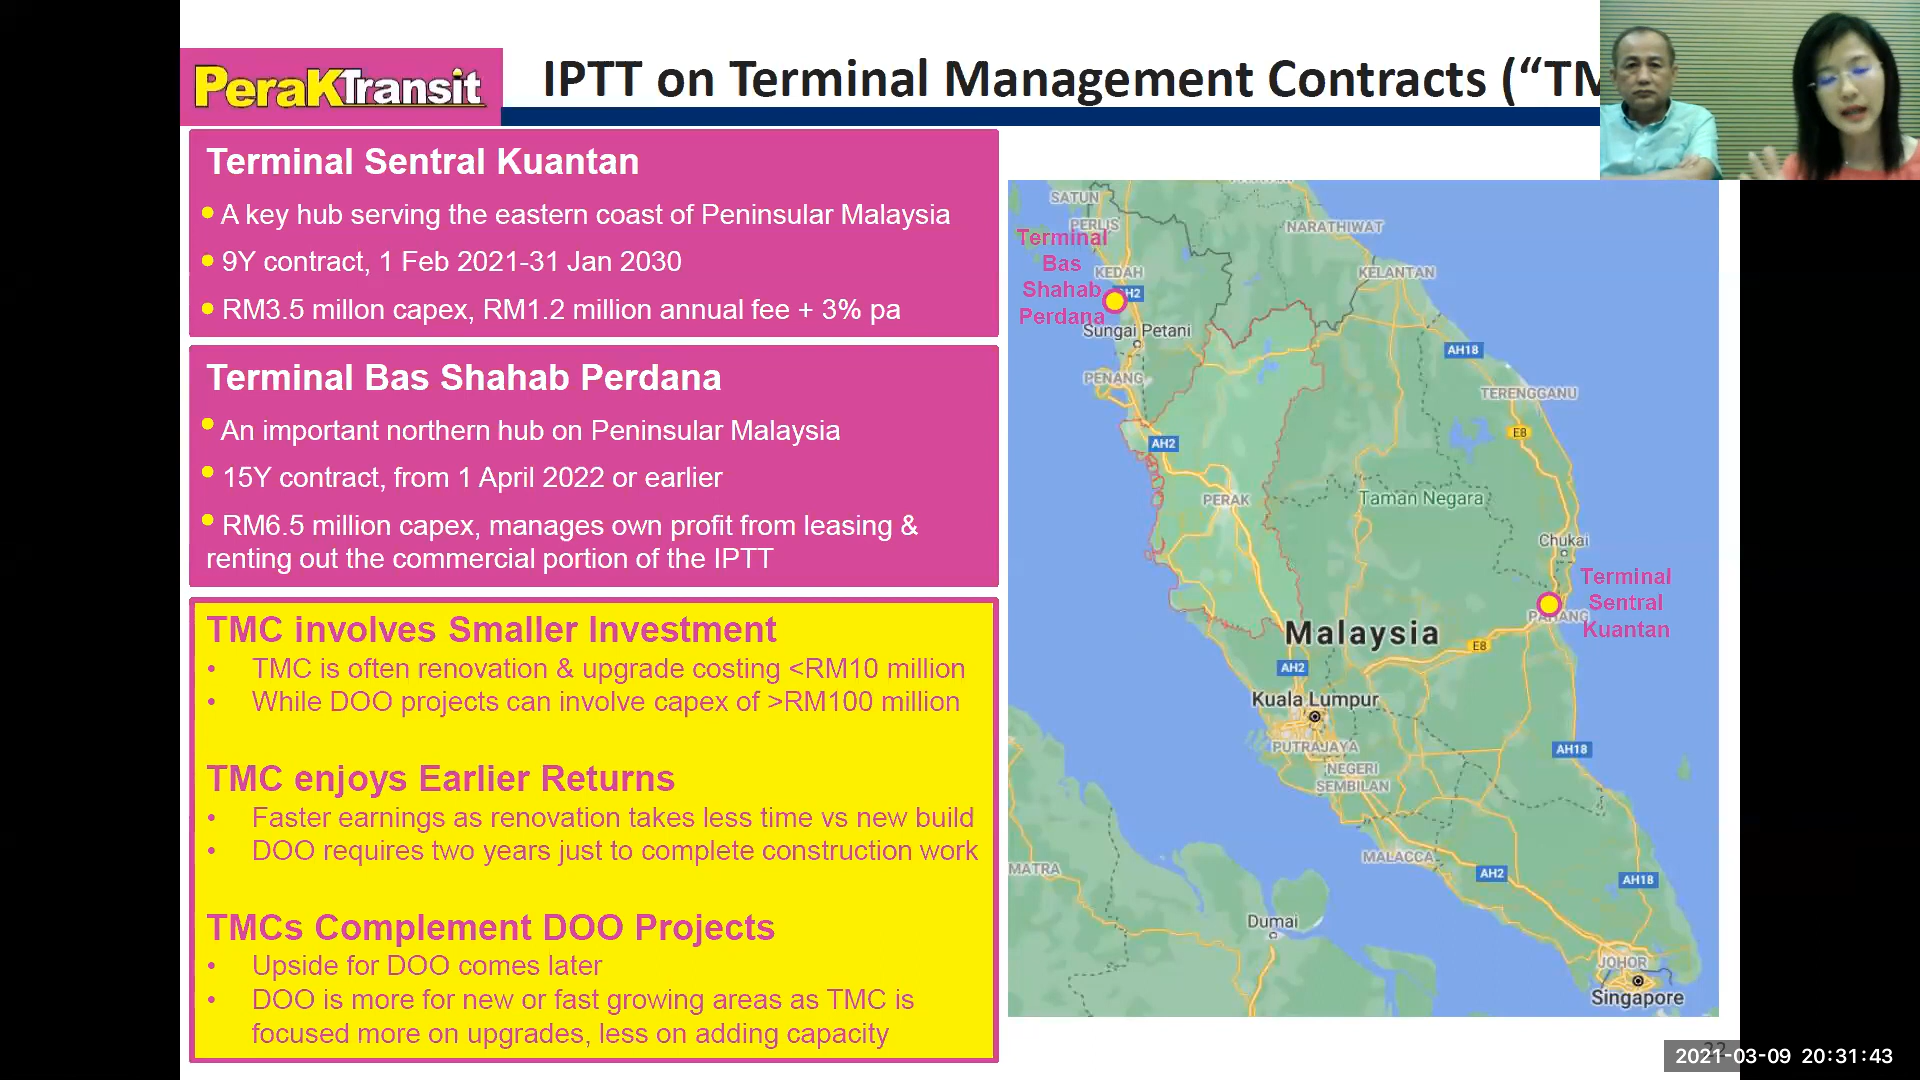 PeraKTransit
IPTT on Terminal Management Contracts (“TM
Terminal Sentral Kuantan
• A key hub serving the eastern coast of Peninsular Malaysia
• 9Y contract, 1 Feb 2021-31 Jan 2030
• RM3.5 millon capex, RM1.2 million annual fee + 3% pa
Terminal Bas Shahab Perdana
• An important northern hub on Peninsular Malaysia
• 15Y contract, from 1 April 2022 or earlier
• RM6.5 million capex, manages own profit from leasing &
renting out the commercial portion of the IPTT
TMC involves Smaller Investment
• TMC is often renovation & upgrade costing <RM10 million
• While DOO projects can involve capex of >RM100 million
TMC enjoys Earlier Returns
• Faster earnings as renovation takes less time vs new build
• DOO requires two years just to complete construction work
TMCs Complement DOO Projects
• Upside for DOO comes later
• DOO is more for new or fast growing areas as TMC is
focused more on upgrades, less on adding capacity
SATUN
PERLIS
NARATHIWAT
Terminal
Bas
Shahab
Perdana
KEDAH
KELANTAN
H2
Sungai Petani
AH18
PENANG
TERENGGANU
E8
AH2
PERAK
Taman Negara
Chukai
Terminal
Sentral
Kuantan
PAHANG
Malaysia
E8
AH2
Kuala Lumpur
PUTRAJAYA
AH18
NEGERI
SEMBILAN
MALACCA
MATRA
AH2
AH18
Dumai
JOHOR
Singapore
22
2021-03-09 20:31:43